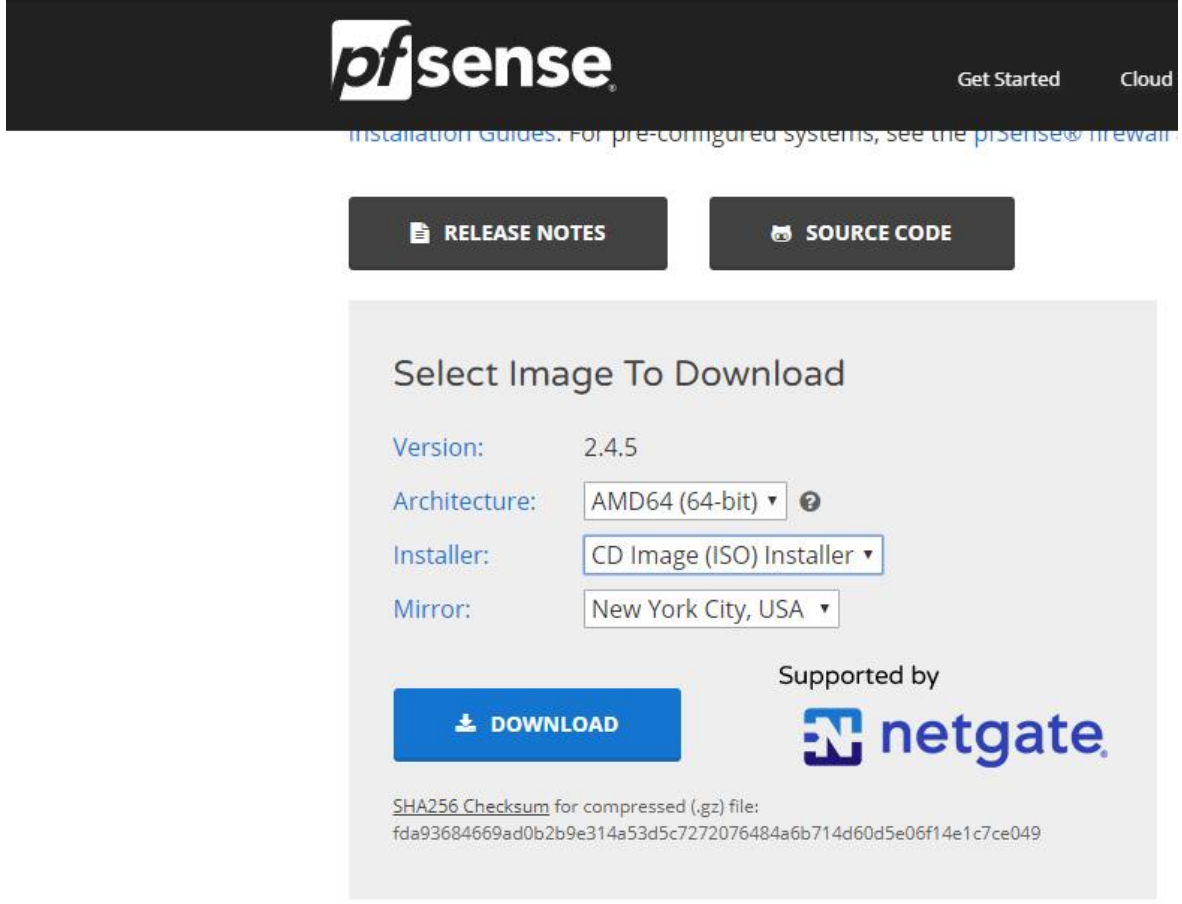 pfsense®
Get Started Cloud
Installation Guides. For pre-configured systems, see the pfSense® firewall
RELEASE NOTES SOURCE CODE
Select Image To Download
Version: 2.4.5
Architecture: AMD64 (64-bit)
Installer: CD Image (ISO) Installer
Mirror: New York City, USA
Supported by
DOWNLOAD
netgate®
SHA256 Checksum for compressed (.gz) file:
fda93684669ad0b2b9e314a53d5c7272076484a6b714d60d5e06f14e1c7ce049